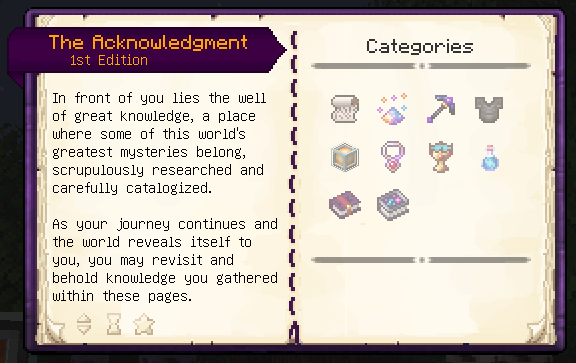 The Acknowledgment
1st Edition
In front of you lies the well
of great knowledge, a place
where some of this world's
greatest mysteries belong,
scrupulously researched and
carefully catalogized.
As your journey continues and
the world reveals itself to
you, you may revisit and
behold knowledge you gathered
within these pages.
Categories